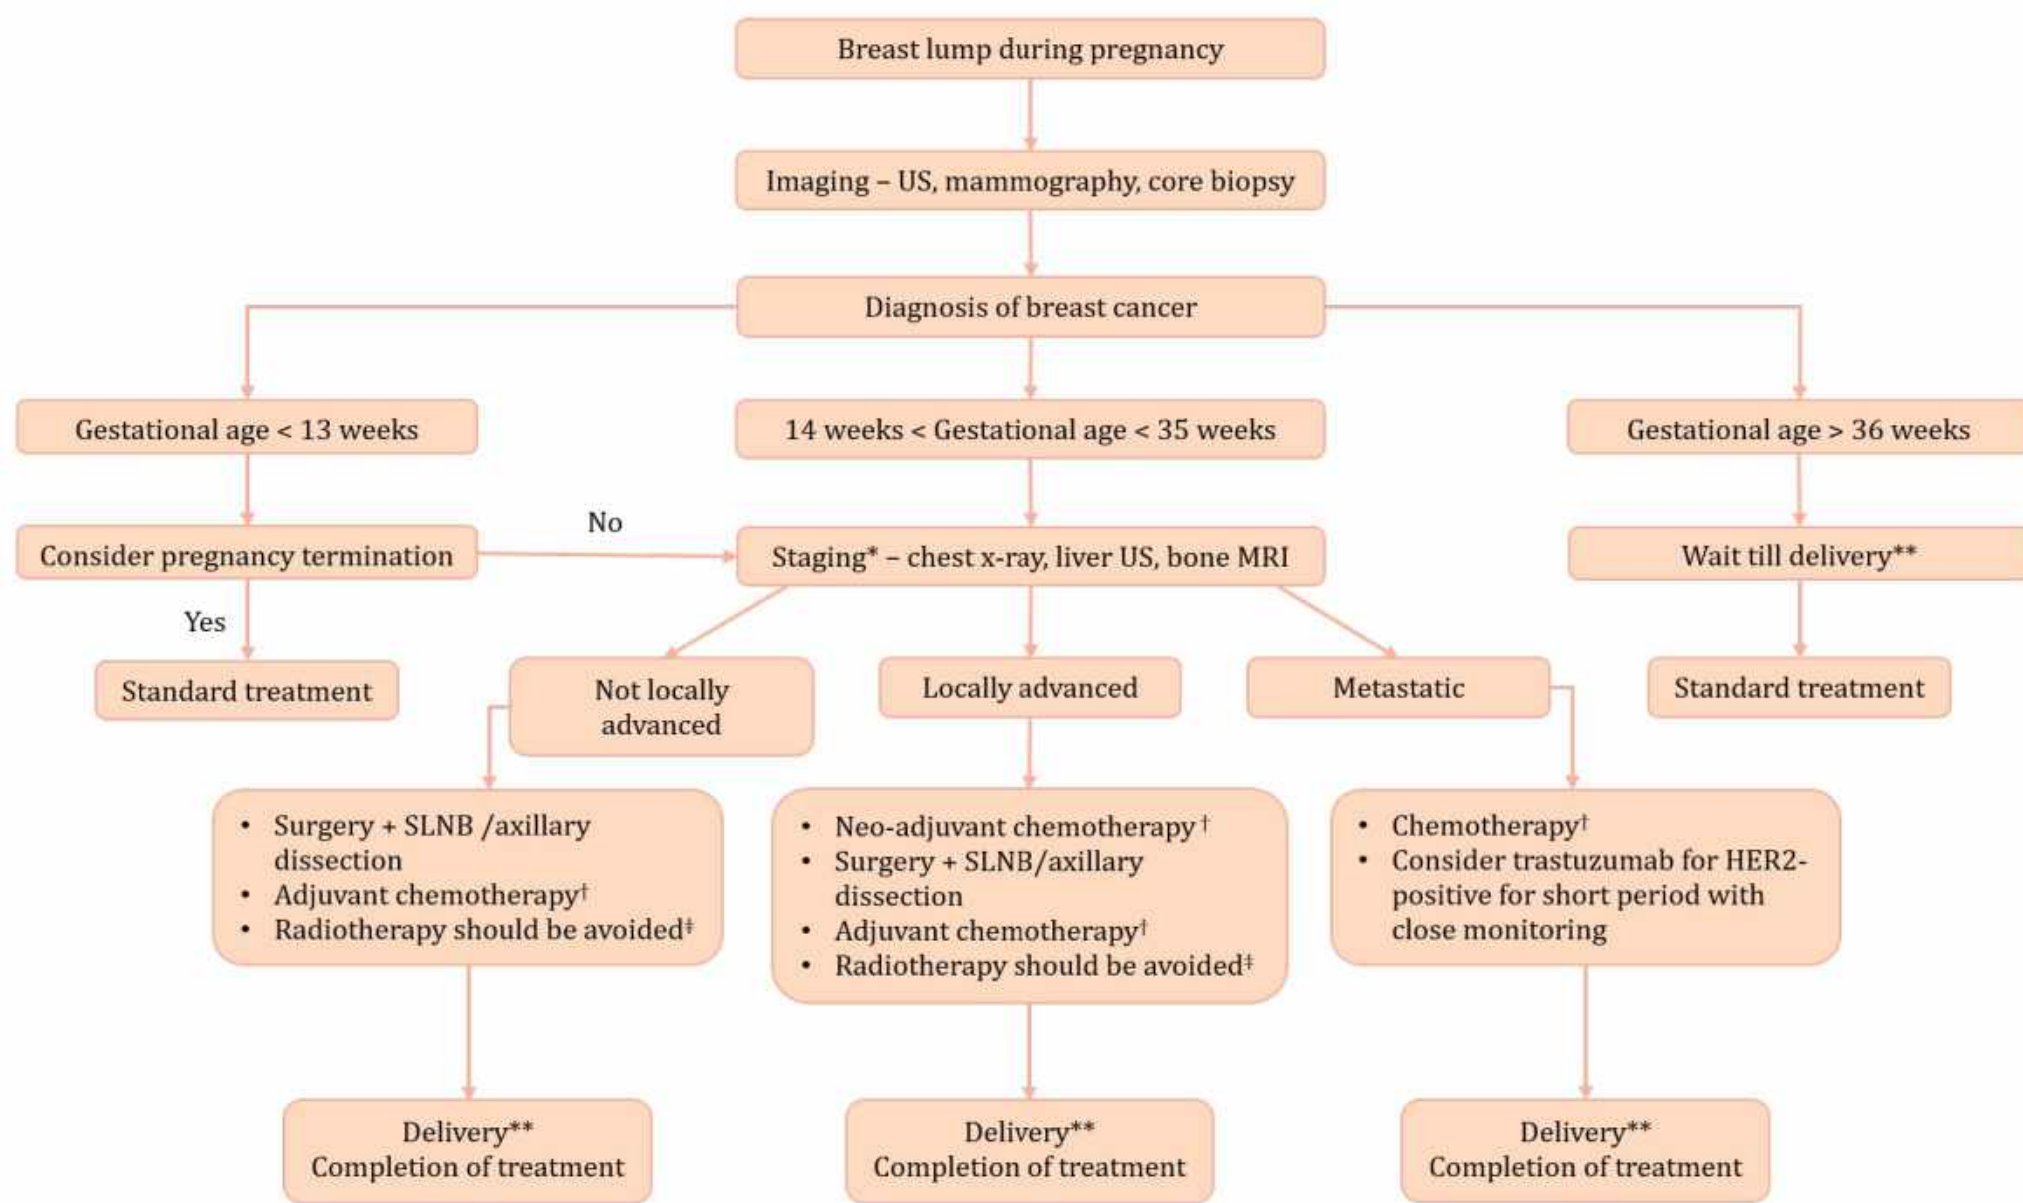 Breast lump during pregnancy
Imaging – US, mammography, core biopsy
Diagnosis of breast cancer
Gestational age < 13 weeks
14 weeks < Gestational age < 35 weeks
Gestational age > 36 weeks
Consider pregnancy termination
No
Staging* – chest x-ray, liver US, bone MRI
Wait till delivery**
Yes
Standard treatment
Not locally
advanced
Locally advanced
Metastatic
Standard treatment
• Surgery + SLNB /axillary
dissection
• Adjuvant chemotherapy†
• Radiotherapy should be avoided‡
• Neo-adjuvant chemotherapy †
• Surgery + SLNB/axillary
dissection
• Adjuvant chemotherapy†
• Radiotherapy should be avoided‡
• Chemotherapy†
• Consider trastuzumab for HER2-
positive for short period with
close monitoring
Delivery**
Completion of treatment
Delivery**
Completion of treatment
Delivery**
Completion of treatment